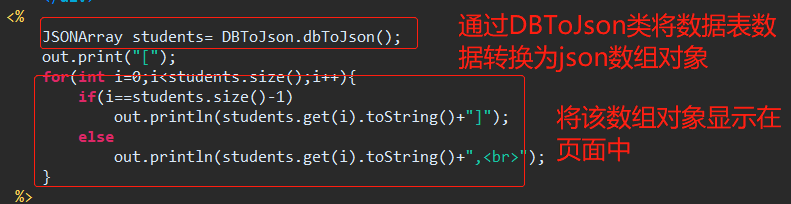 <%
JSONArray students= DBToJson.dbToJson();
out.print("[");
for(int i=0;i<students.size();i++){
if(i==students.size()-1)
out.println(students.get(i).toString()+"]");
else
out.println(students.get(i).toString()+",<br>");
}
%>
通过DBToJson类将数据表数
据转换为json数组对象
将该数组对象显示在
页面中